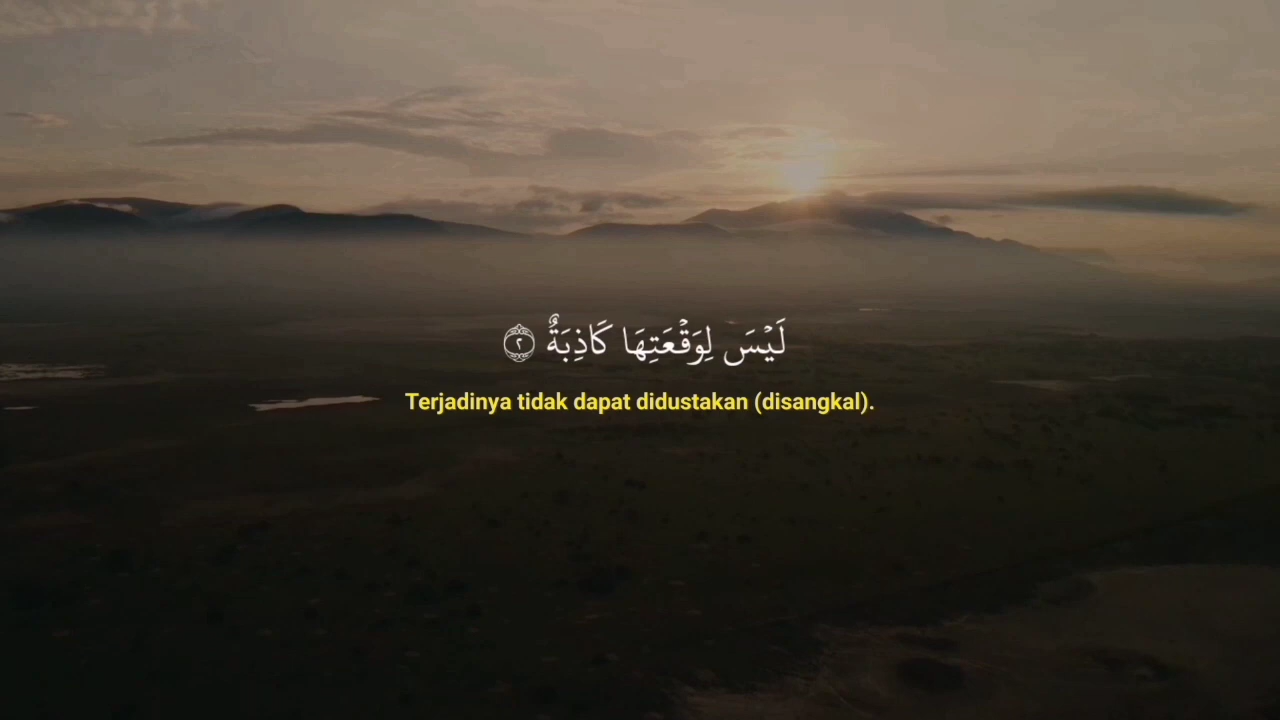 لَيْسَ لِوَقْعَتِهَا كَاذِبَةٌ ۝٢
Terjadinya tidak dapat didustakan (disangkal).